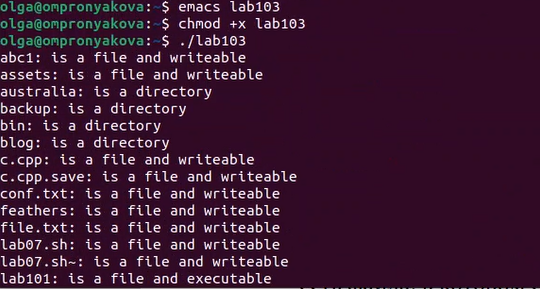 olga@ompronyakova:~$ emacs lab103
olga@ompronyakova:~$ chmod +x lab103
olga@ompronyakova:~$ ./lab103
abc1: is a file and writeable
assets: is a file and writeable
australia: is a directory
backup: is a directory
bin: is a directory
blog: is a directory
c.cpp: is a file and writeable
c.cpp.save: is a file and writeable
conf.txt: is a file and writeable
feathers: is a file and writeable
file.txt: is a file and writeable
lab07.sh: is a file and writeable
lab07.sh~: is a file and writeable
lab101: is a file and executable